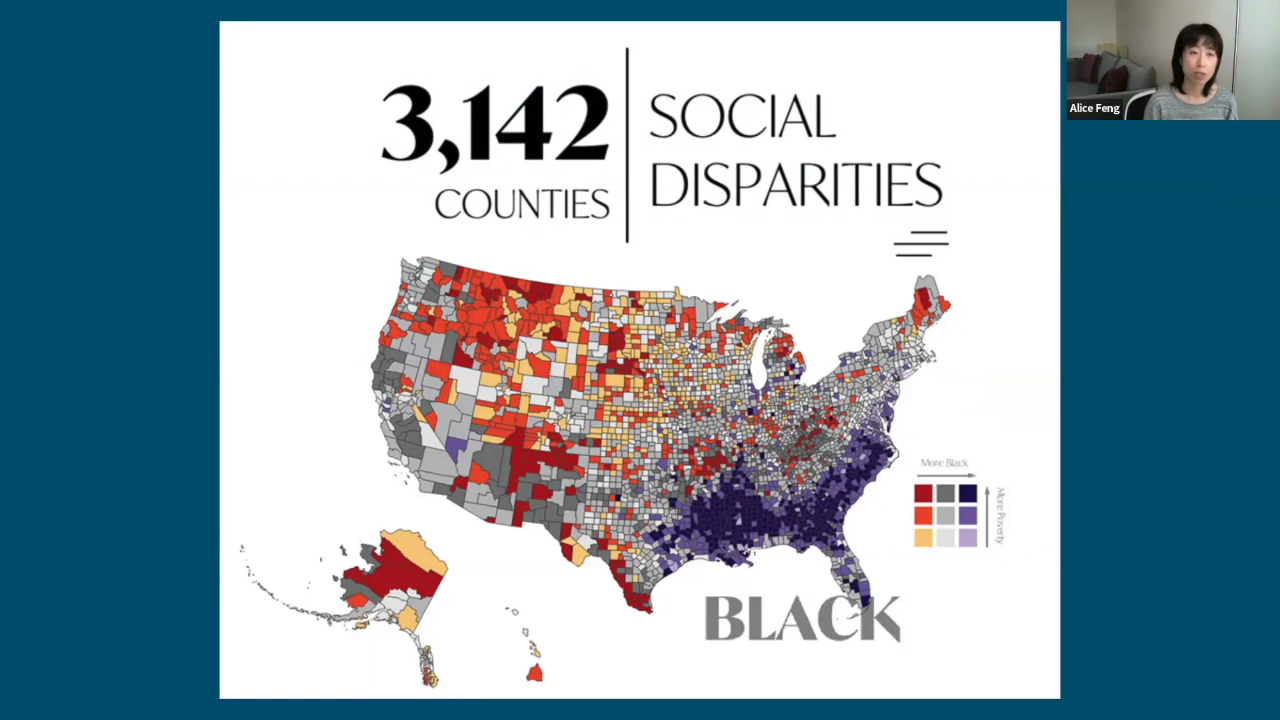 3,142
COUNTIES
SOCIAL
DISPARITIES
Alice Feng
More Black
More Poverty
BLACK